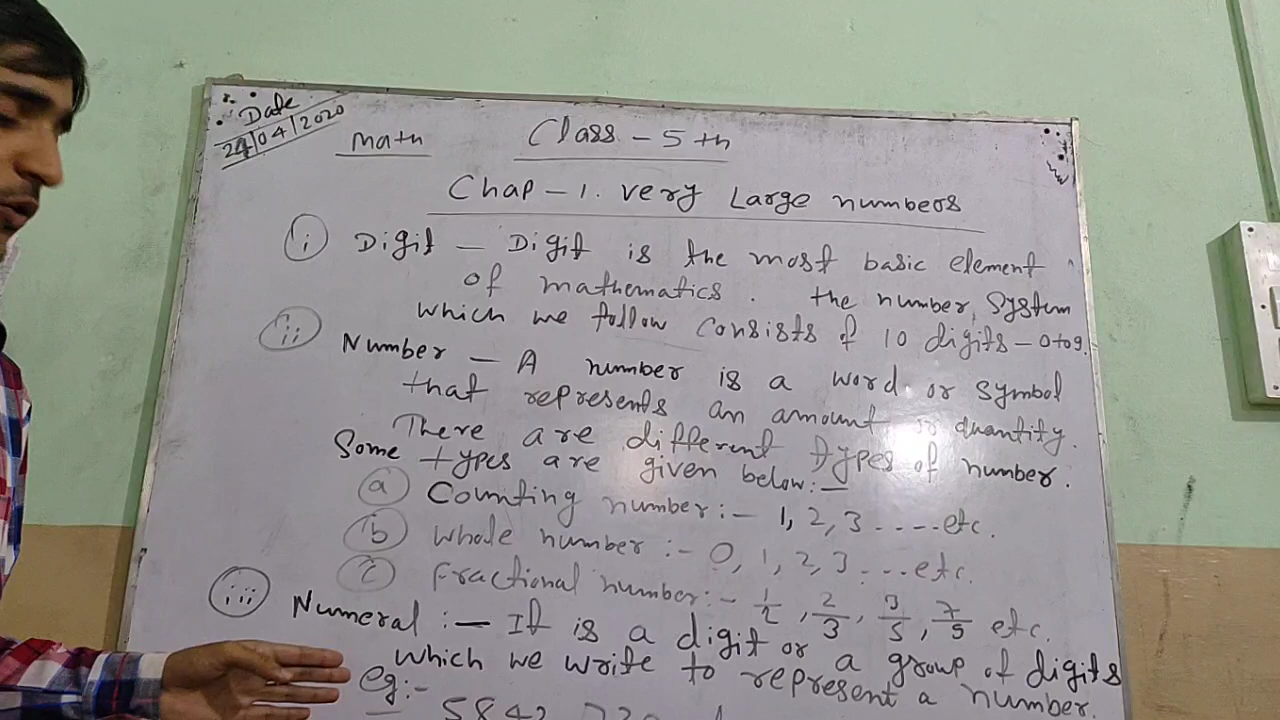 Date
24/04/2020
Math
Class - 5th
Chap - 1. Very Large numbers
(i) Digit - Digit is the most basic element
of mathematics. the number system
which we follow consists of 10 digits - 0 to 9.
(ii) Number - A number is a word or symbol
that represents an amount or quantity.
There are different types of number.
Some types are given below:-
(a) Counting number:- 1, 2, 3 ..... etc.
(b) Whole number:- 0, 1, 2, 3 ... etc.
(c) Fractional number:- 1/2, 2/3, 3/5, 7/5 etc.
(iii) Numeral:- It is a digit or a group of digits
which we write to represent a number.
eg:-
5842